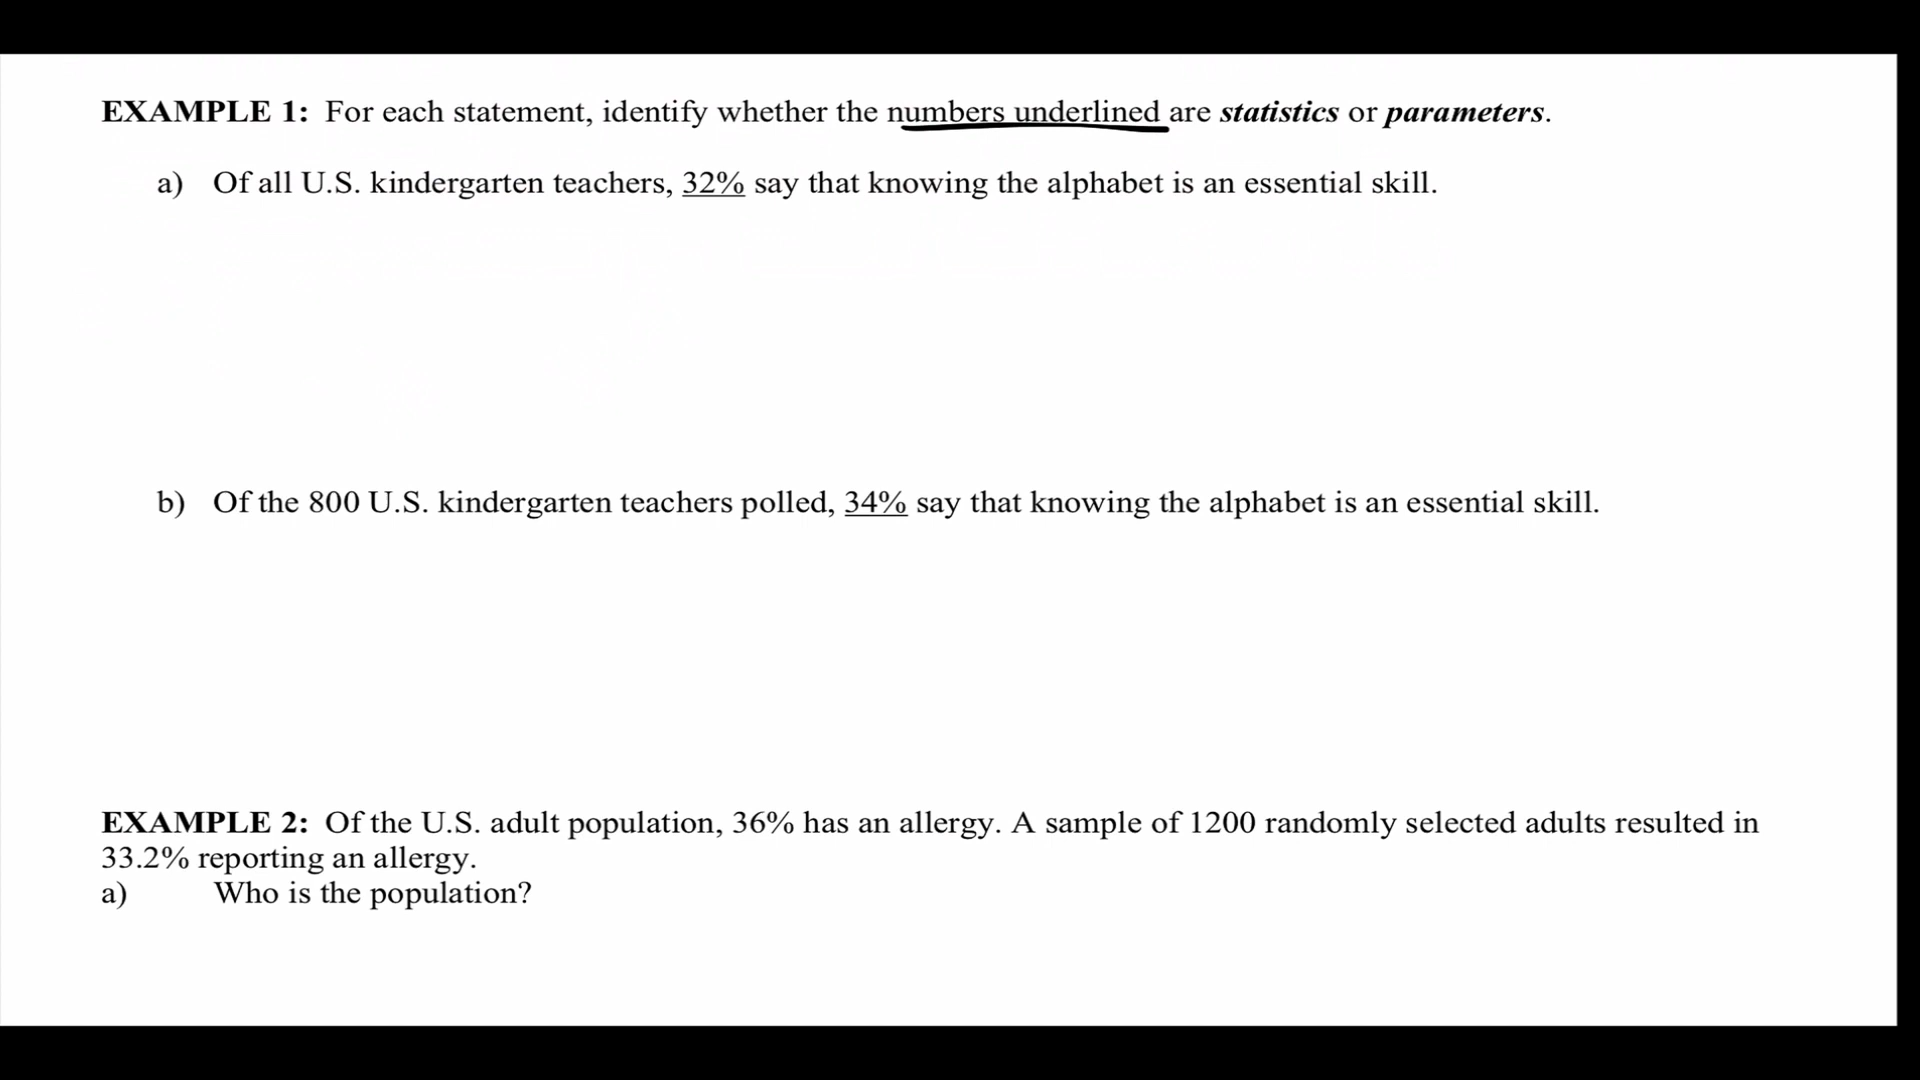 EXAMPLE 1: For each statement, identify whether the numbers underlined are statistics or parameters.
a) Of all U.S. kindergarten teachers, 32% say that knowing the alphabet is an essential skill.
b) Of the 800 U.S. kindergarten teachers polled, 34% say that knowing the alphabet is an essential skill.
EXAMPLE 2: Of the U.S. adult population, 36% has an allergy. A sample of 1200 randomly selected adults resulted in
33.2% reporting an allergy.
a) Who is the population?